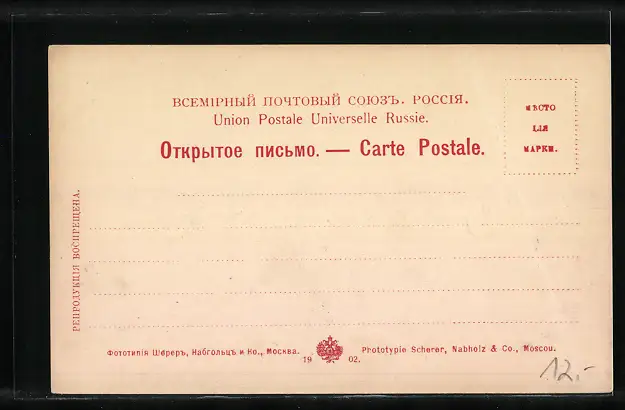 ВСЕМІРНЫЙ ПОЧТОВЫЙ СОЮЗЪ. РОССІЯ.
Union Postale Universelle Russie.
Открытое письмо. — Carte Postale.
МѢСТО
ДЛЯ
МАРКИ.
РЕПРОДУКЦІЯ ВОСПРЕЩЕНА.
Фототипія Шереръ, Набгольцъ и Ко., Москва. Phototypie Scherer, Nabholz & Co., Moscou.
19 02.
12.-